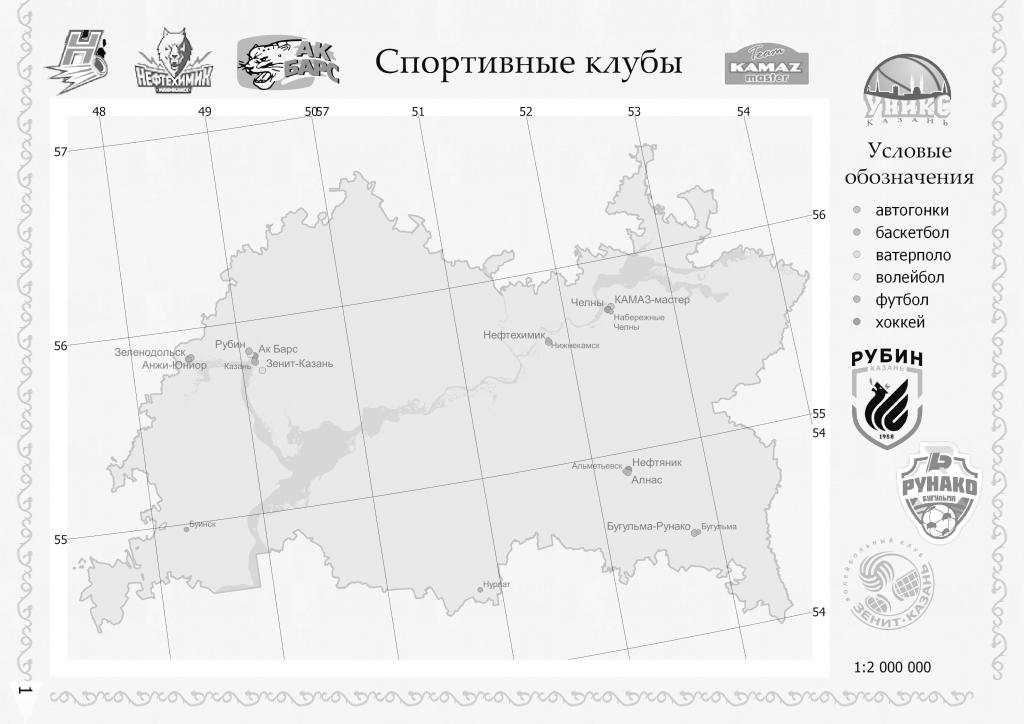 НЕФТЕХИМИК
НИЖНЕКАМСК
АК
БАРС
Спортивные клубы
Team
KAMAZ
master
УНИКС
КАЗАНЬ
48
49
50
57
51
52
53
54
57
56
56
55
55
54
54
Условые
обозначения
автогонки
баскетбол
ватерполо
волейбол
футбол
хоккей
Челны
КАМАЗ-мастер
Набережные
Челны
Нефтехимик
Нижнекамск
Рубин
Ак Барс
Зеленодольск
Анжи-Юниор
Казань
Зенит-Казань
Альметьевск
Нефтяник
Алнас
Бугульма-Рунако
Бугульма
Буинск
Нурлат
РУБИН
КАЗАНЬ
1958
РУНАКО
БУГУЛЬМА
ВОЛЕЙБОЛЬНЫЙ КЛУБ
ЗЕНИТ-КАЗАНЬ
1:2 000 000
1